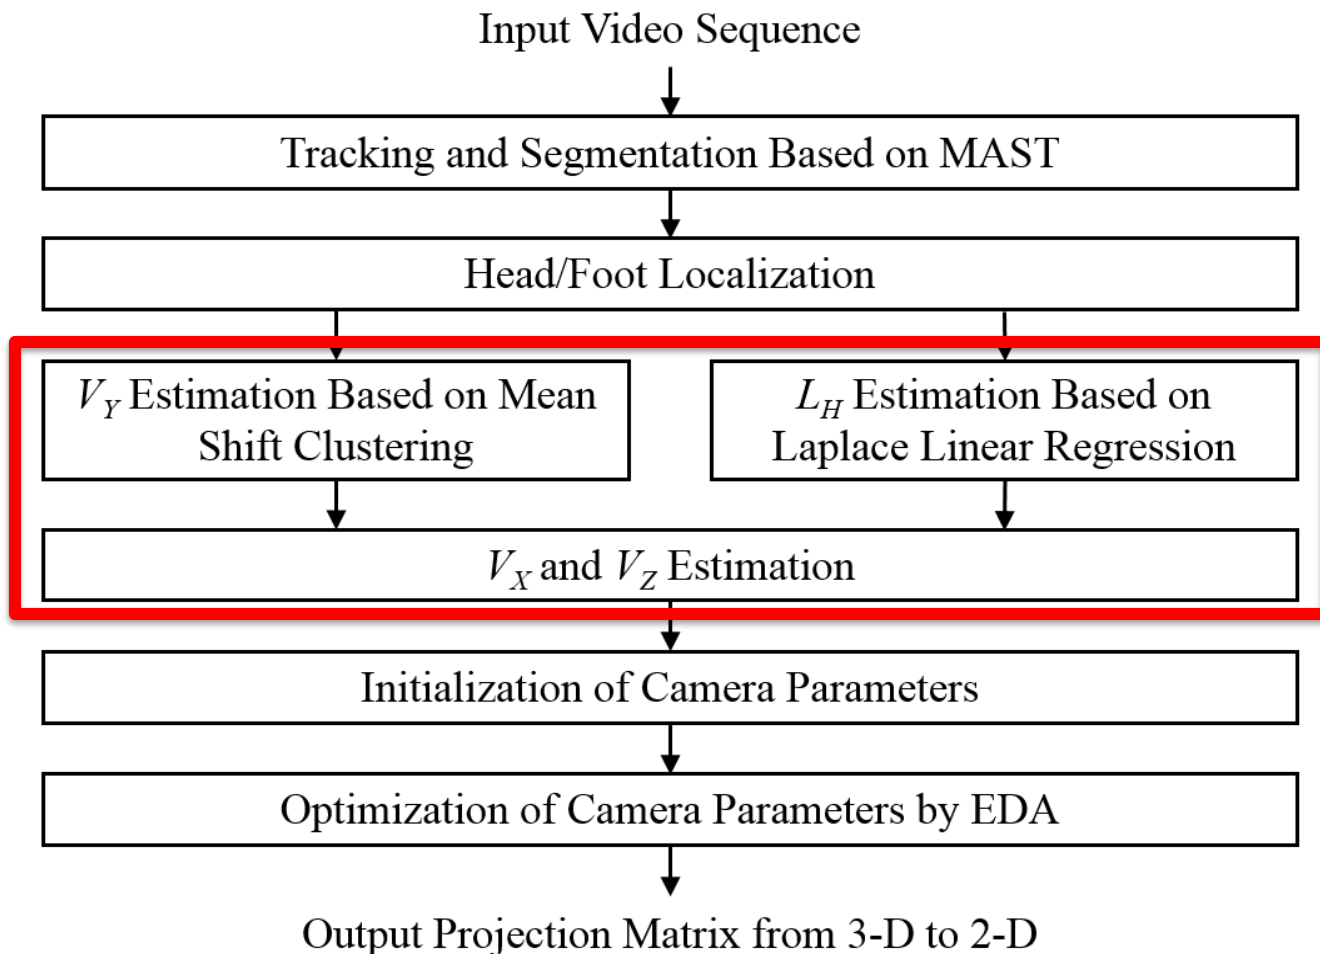 Input Video Sequence
Tracking and Segmentation Based on MAST
Head/Foot Localization
V_Y Estimation Based on Mean
Shift Clustering
L_H Estimation Based on
Laplace Linear Regression
V_X and V_Z Estimation
Initialization of Camera Parameters
Optimization of Camera Parameters by EDA
Output Projection Matrix from 3-D to 2-D